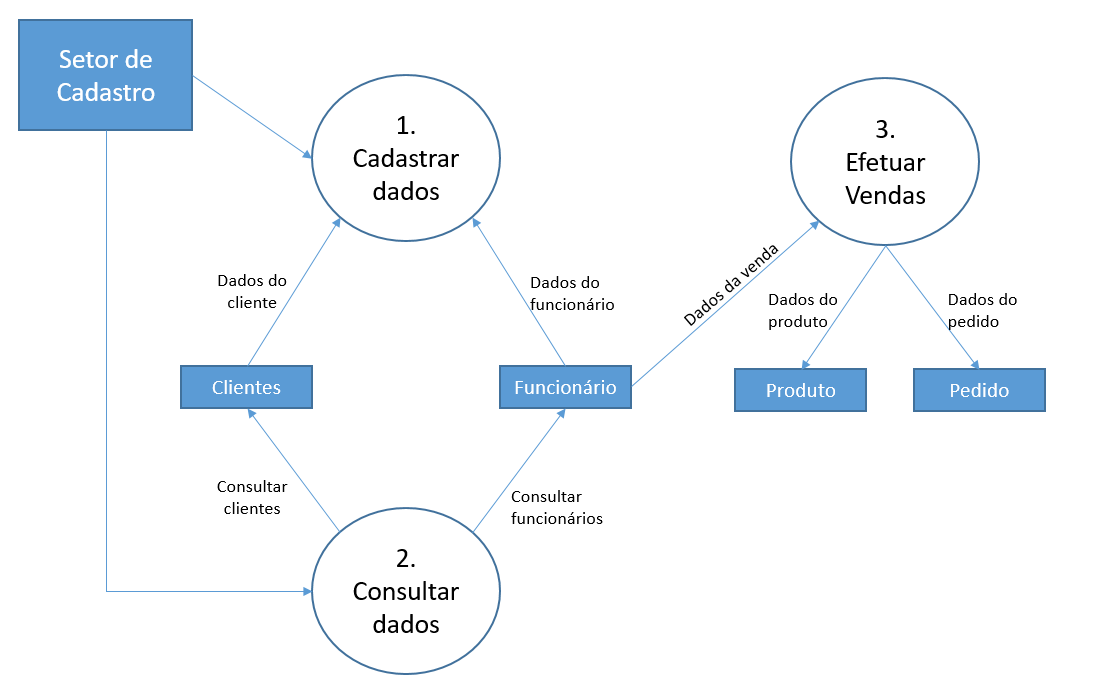 Setor de
Cadastro
1.
Cadastrar
dados
3.
Efetuar
Vendas
Dados do
cliente
Dados do
funcionário
Dados da venda
Dados do
produto
Dados do
pedido
Clientes
Funcionário
Produto
Pedido
Consultar
clientes
Consultar
funcionários
2.
Consultar
dados